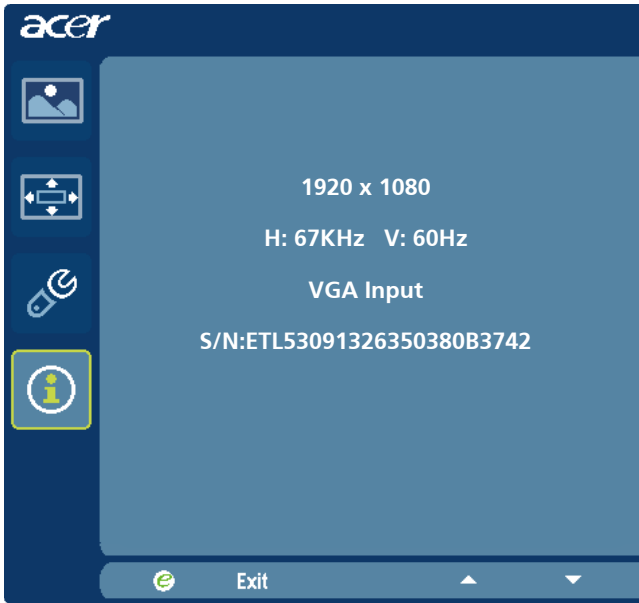 acer
1920 x 1080
H: 67KHz V: 60Hz
VGA Input
S/N:ETL53091326350380B3742
e Exit